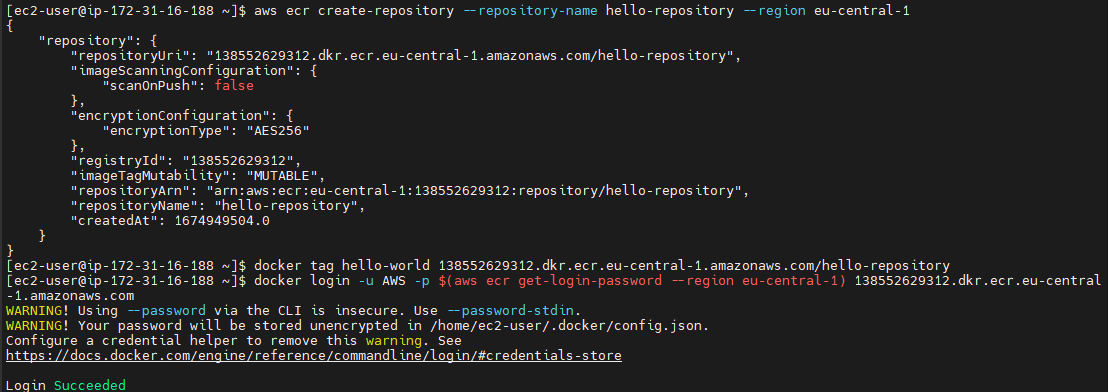 [ec2-user@ip-172-31-16-188 ~]$ aws ecr create-repository --repository-name hello-repository --region eu-central-1
{
    "repository": {
        "repositoryUri": "138552629312.dkr.ecr.eu-central-1.amazonaws.com/hello-repository",
        "imageScanningConfiguration": {
            "scanOnPush": false
        },
        "encryptionConfiguration": {
            "encryptionType": "AES256"
        },
        "registryId": "138552629312",
        "imageTagMutability": "MUTABLE",
        "repositoryArn": "arn:aws:ecr:eu-central-1:138552629312:repository/hello-repository",
        "repositoryName": "hello-repository",
        "createdAt": 1674949504.0
    }
}
[ec2-user@ip-172-31-16-188 ~]$ docker tag hello-world 138552629312.dkr.ecr.eu-central-1.amazonaws.com/hello-repository
[ec2-user@ip-172-31-16-188 ~]$ docker login -u AWS -p $(aws ecr get-login-password --region eu-central-1) 138552629312.dkr.ecr.eu-central
-1.amazonaws.com
WARNING! Using --password via the CLI is insecure. Use --password-stdin.
WARNING! Your password will be stored unencrypted in /home/ec2-user/.docker/config.json.
Configure a credential helper to remove this warning. See
https://docs.docker.com/engine/reference/commandline/login/#credentials-store

Login Succeeded